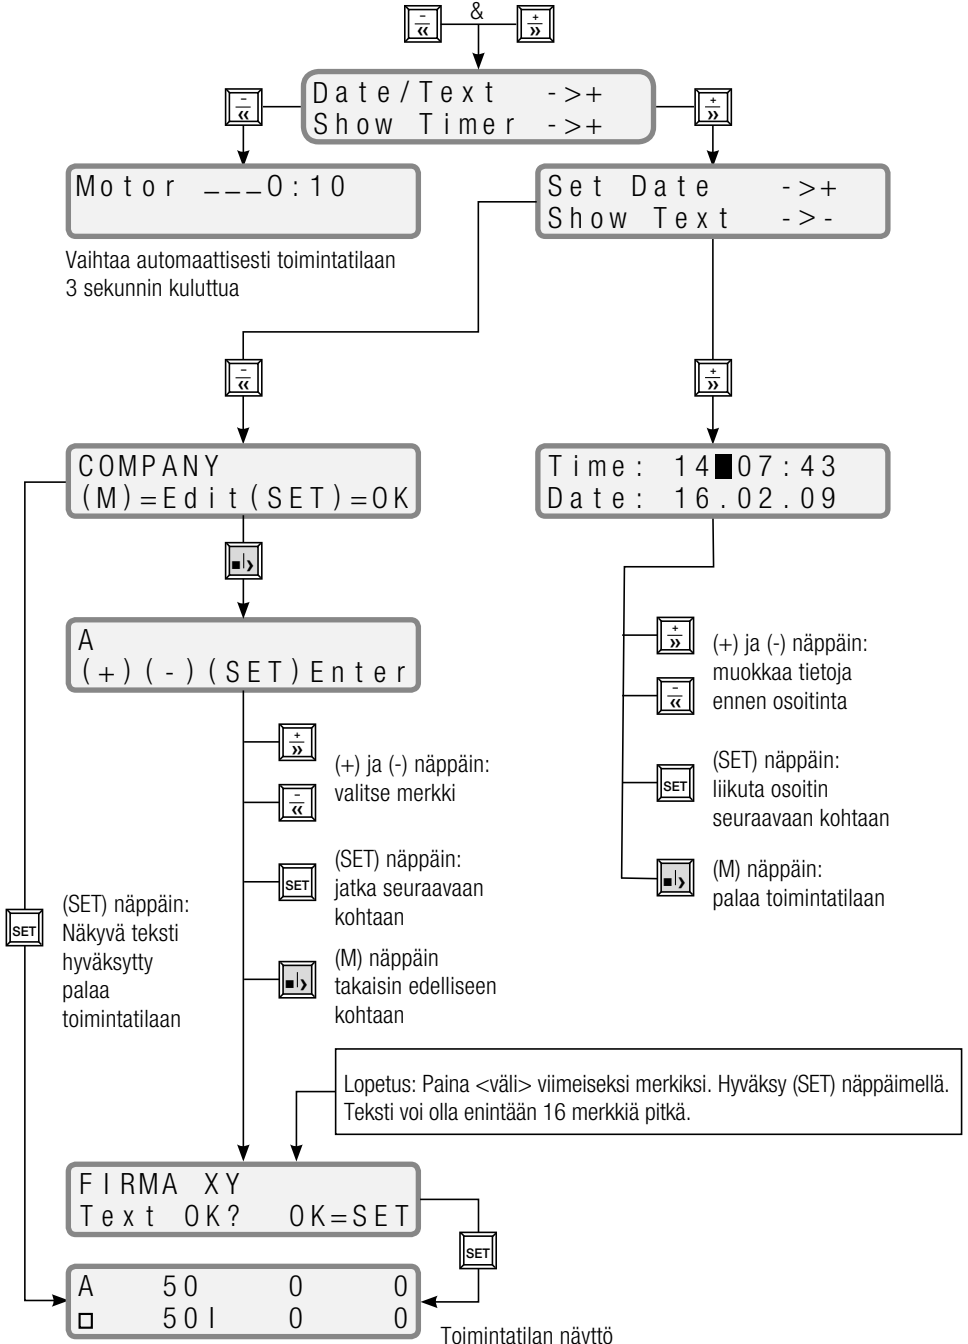 - «
&
+ »
Date/Text ->+
Show Timer ->+
- «
+ »
Motor ___0:10
Set Date ->+
Show Text ->-
Vaihtaa automaattisesti toimintatilaan
3 sekunnin kuluttua
- «
+ »
COMPANY
(M)=Edit(SET)=OK
Time: 14█07:43
Date: 16.02.09
A
(+)(-)(SET)Enter
+ »
(+) ja (-) näppäin:
muokkaa tietoja
ennen osoitinta
- «
+ »
(+) ja (-) näppäin:
valitse merkki
- «
SET
(SET) näppäin:
liikuta osoitin
seuraavaan kohtaan
SET
(SET) näppäin:
jatka seuraavaan
kohtaan
(M) näppäin:
palaa toimintatilaan
SET
(SET) näppäin:
Näkyvä teksti
hyväksytty
palaa
toimintatilaan
(M) näppäin
takaisin edelliseen
kohtaan
Lopetus: Paina <väli> viimeiseksi merkiksi. Hyväksy (SET) näppäimellä.
Teksti voi olla enintään 16 merkkiä pitkä.
FIRMA XY
Text OK? OK=SET
SET
A 50 0 0
□ 50l 0 0
Toimintatilan näyttö